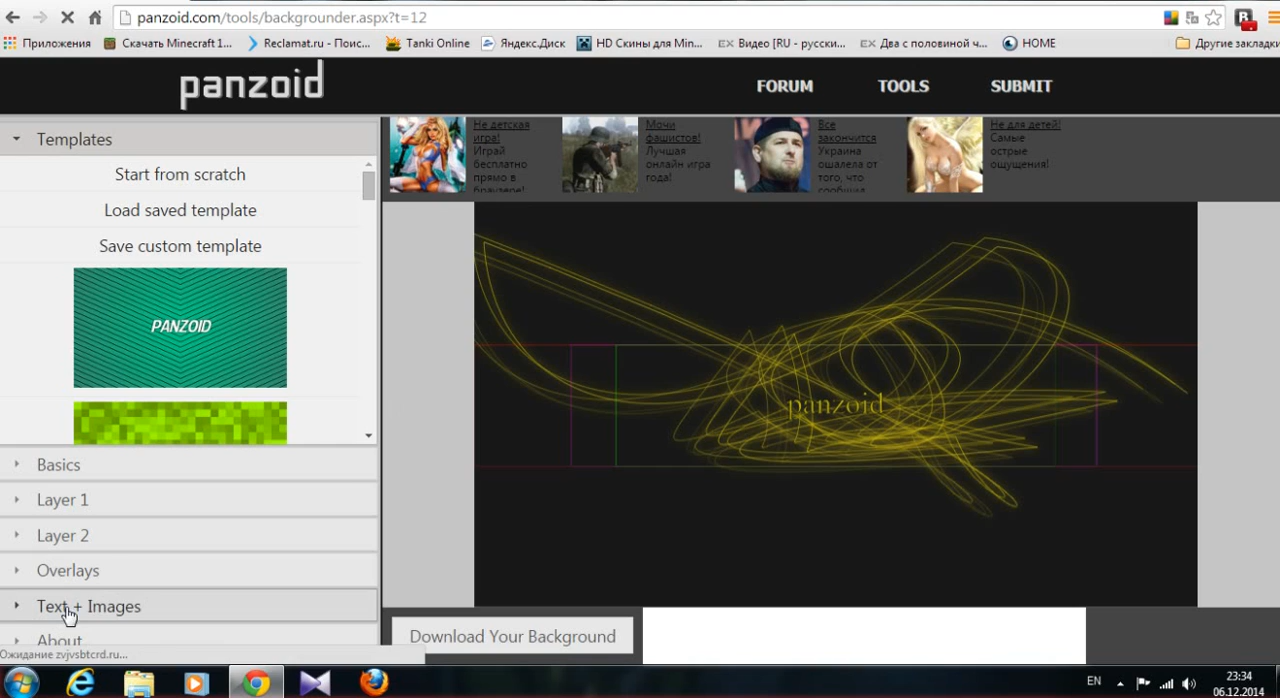 panzoid.com/tools/backgrounder.aspx?t=12
Приложения
Скачать Minecraft 1...
Reclamat.ru - Поис...
Tanki Online
Яндекс.Диск
HD Скины для Min...
EX Видео [RU - русски...
EX Два с половиной ч...
HOME
Другие закладки
panzoid
FORUM
TOOLS
SUBMIT
Templates
Start from scratch
Load saved template
Save custom template
PANZOID
Basics
Layer 1
Layer 2
Overlays
Text + Images
About
Ожидание zvjvsbtcrd.ru...
Не детская
игра!
Играй
бесплатно
прямо в
браузере!
Мочи
фашистов!
Лучшая
онлайн игра
года!
Все
закончится
Украина
ошалела от
того, что
сообщил
Не для детей!
Самые
острые
ощущения!
panzoid
Download Your Background
EN
23:34
06.12.2014